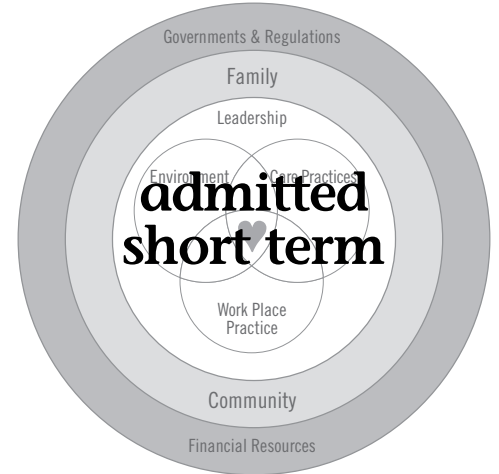 Governments & Regulations
Family
Leadership
Environment
Care Practices
admitted
short term
Work Place
Practice
Community
Financial Resources